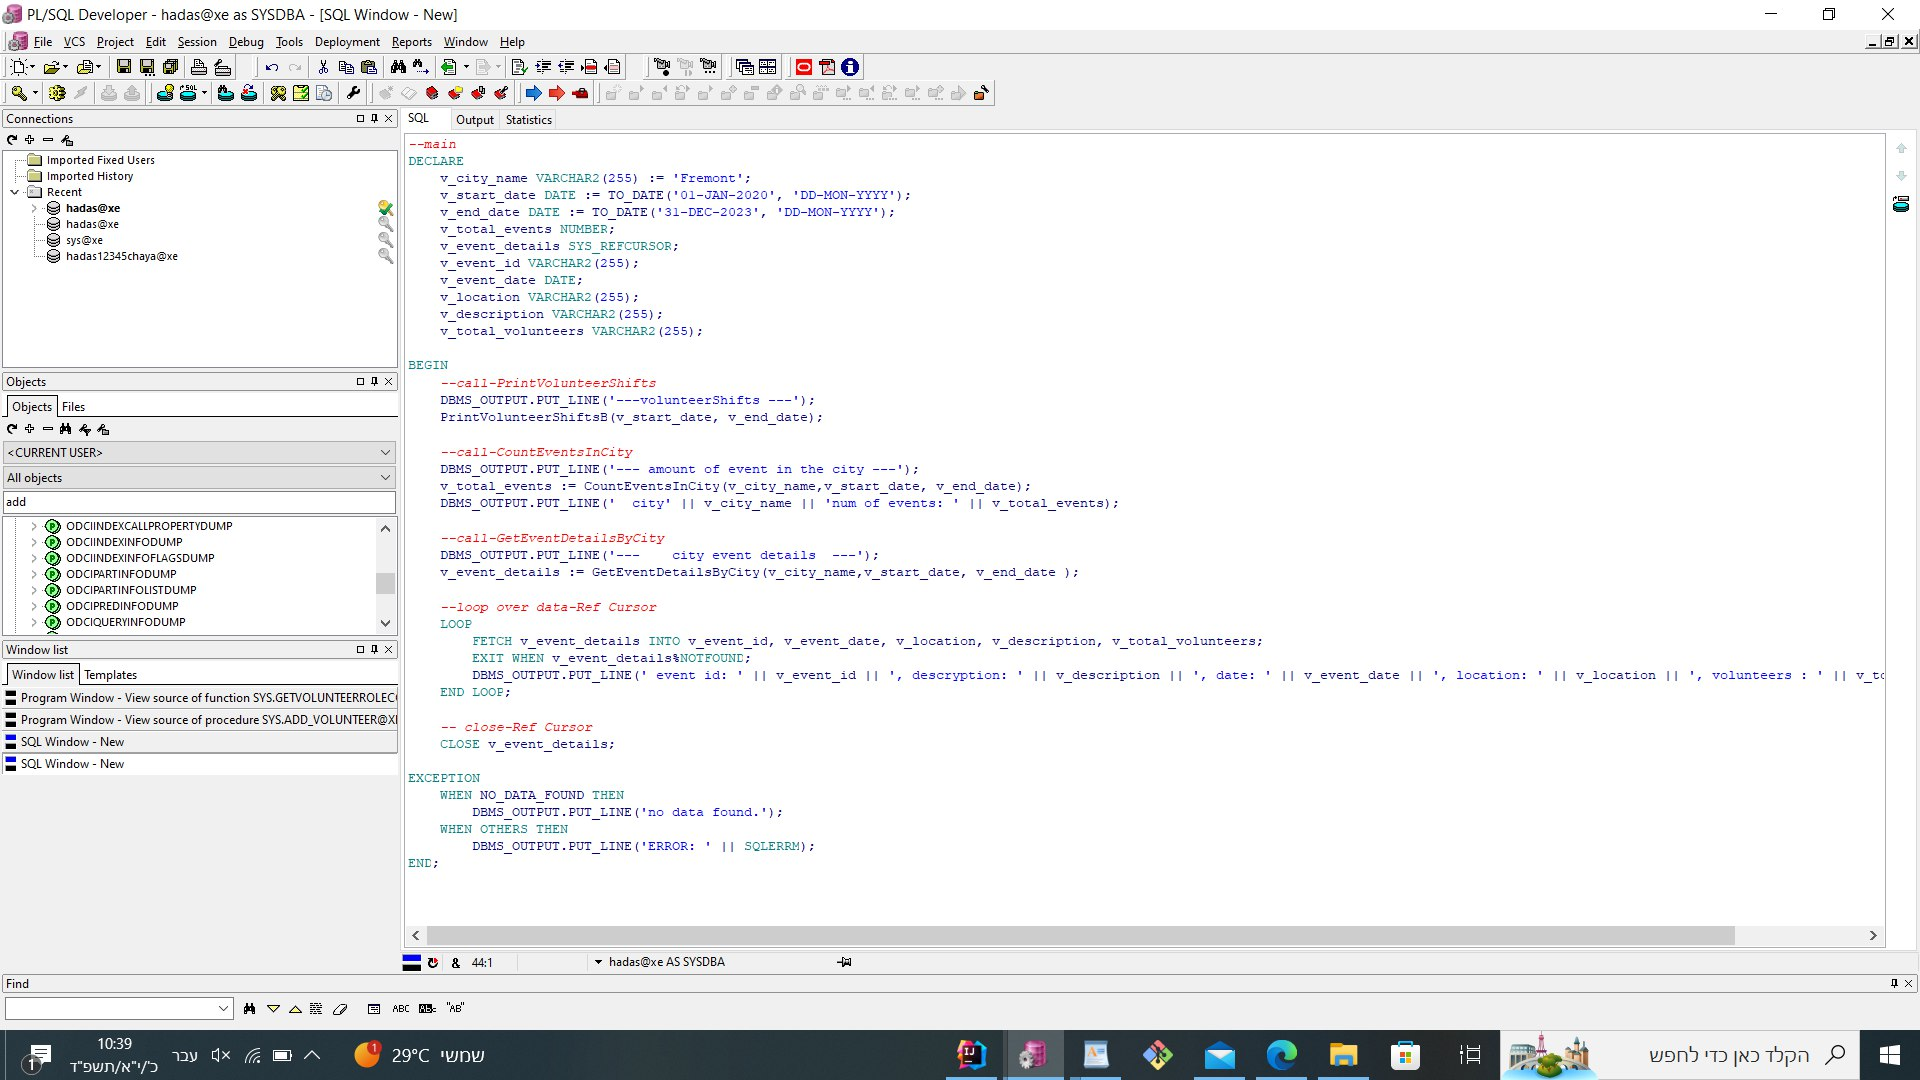 PL/SQL Developer - hadas@xe as SYSDBA - [SQL Window - New]
File VCS Project Edit Session Debug Tools Deployment Reports Window Help
Connections
Imported Fixed Users
Imported History
Recent
hadas@xe
hadas@xe
sys@xe
hadas12345chaya@xe
Objects
Objects Files
<CURRENT USER>
All objects
add
ODCIINDEXCALLPROPERTYDUMP
ODCIINDEXINFODUMP
ODCIINDEXINFOFLAGSDUMP
ODCIPARTINFODUMP
ODCIPARTINFOLISTDUMP
ODCIPREDINFODUMP
ODCIQUERYINFODUMP
Window list
Window list Templates
Program Window - View source of function SYS.GETVOLUNTEERROLEC
Program Window - View source of procedure SYS.ADD_VOLUNTEER@X
SQL Window - New
SQL Window - New
SQL Output Statistics
--main
DECLARE
    v_city_name VARCHAR2(255) := 'Fremont';
    v_start_date DATE := TO_DATE('01-JAN-2020', 'DD-MON-YYYY');
    v_end_date DATE := TO_DATE('31-DEC-2023', 'DD-MON-YYYY');
    v_total_events NUMBER;
    v_event_details SYS_REFCURSOR;
    v_event_id VARCHAR2(255);
    v_event_date DATE;
    v_location VARCHAR2(255);
    v_description VARCHAR2(255);
    v_total_volunteers VARCHAR2(255);
BEGIN
    --call-PrintVolunteerShifts
    DBMS_OUTPUT.PUT_LINE('---volunteerShifts ---');
    PrintVolunteerShiftsB(v_start_date, v_end_date);
    --call-CountEventsInCity
    DBMS_OUTPUT.PUT_LINE('--- amount of event in the city ---');
    v_total_events := CountEventsInCity(v_city_name,v_start_date, v_end_date);
    DBMS_OUTPUT.PUT_LINE('  city' || v_city_name || 'num of events: ' || v_total_events);
    --call-GetEventDetailsByCity
    DBMS_OUTPUT.PUT_LINE('---    city event details  ---');
    v_event_details := GetEventDetailsByCity(v_city_name,v_start_date, v_end_date );
    --loop over data-Ref Cursor
    LOOP
        FETCH v_event_details INTO v_event_id, v_event_date, v_location, v_description, v_total_volunteers;
        EXIT WHEN v_event_details%NOTFOUND;
        DBMS_OUTPUT.PUT_LINE(' event id: ' || v_event_id || ', descryption: ' || v_description || ', date: ' || v_event_date || ', location: ' || v_location || ', volunteers : ' || v_to
    END LOOP;
    -- close-Ref Cursor
    CLOSE v_event_details;
EXCEPTION
    WHEN NO_DATA_FOUND THEN
        DBMS_OUTPUT.PUT_LINE('no data found.');
    WHEN OTHERS THEN
        DBMS_OUTPUT.PUT_LINE('ERROR: ' || SQLERRM);
END;
& 44:1 hadas@xe AS SYSDBA
Find
ABC "AB"
10:39
כ'/י"א/תשפ"ד
1
עבר
1
29°C שמשי
הקלד כאן כדי לחפש